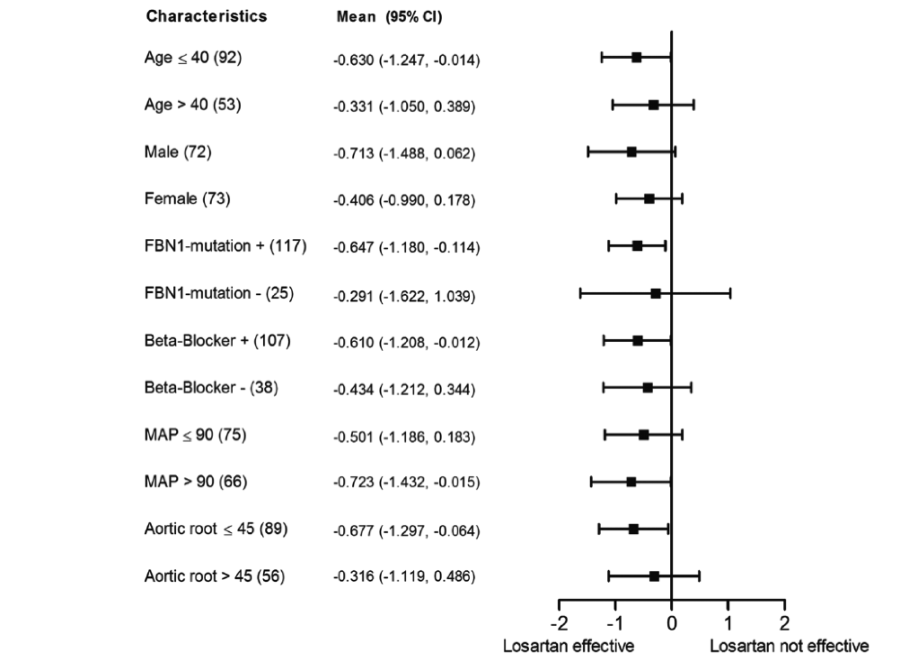 Characteristics Mean (95% CI)
Age ≤ 40 (92) -0.630 (-1.247, -0.014)
Age > 40 (53) -0.331 (-1.050, 0.389)
Male (72) -0.713 (-1.488, 0.062)
Female (73) -0.406 (-0.990, 0.178)
FBN1-mutation + (117) -0.647 (-1.180, -0.114)
FBN1-mutation - (25) -0.291 (-1.622, 1.039)
Beta-Blocker + (107) -0.610 (-1.208, -0.012)
Beta-Blocker - (38) -0.434 (-1.212, 0.344)
MAP ≤ 90 (75) -0.501 (-1.186, 0.183)
MAP > 90 (66) -0.723 (-1.432, -0.015)
Aortic root ≤ 45 (89) -0.677 (-1.297, -0.064)
Aortic root > 45 (56) -0.316 (-1.119, 0.486)
-2 -1 0 1 2
Losartan effective Losartan not effective